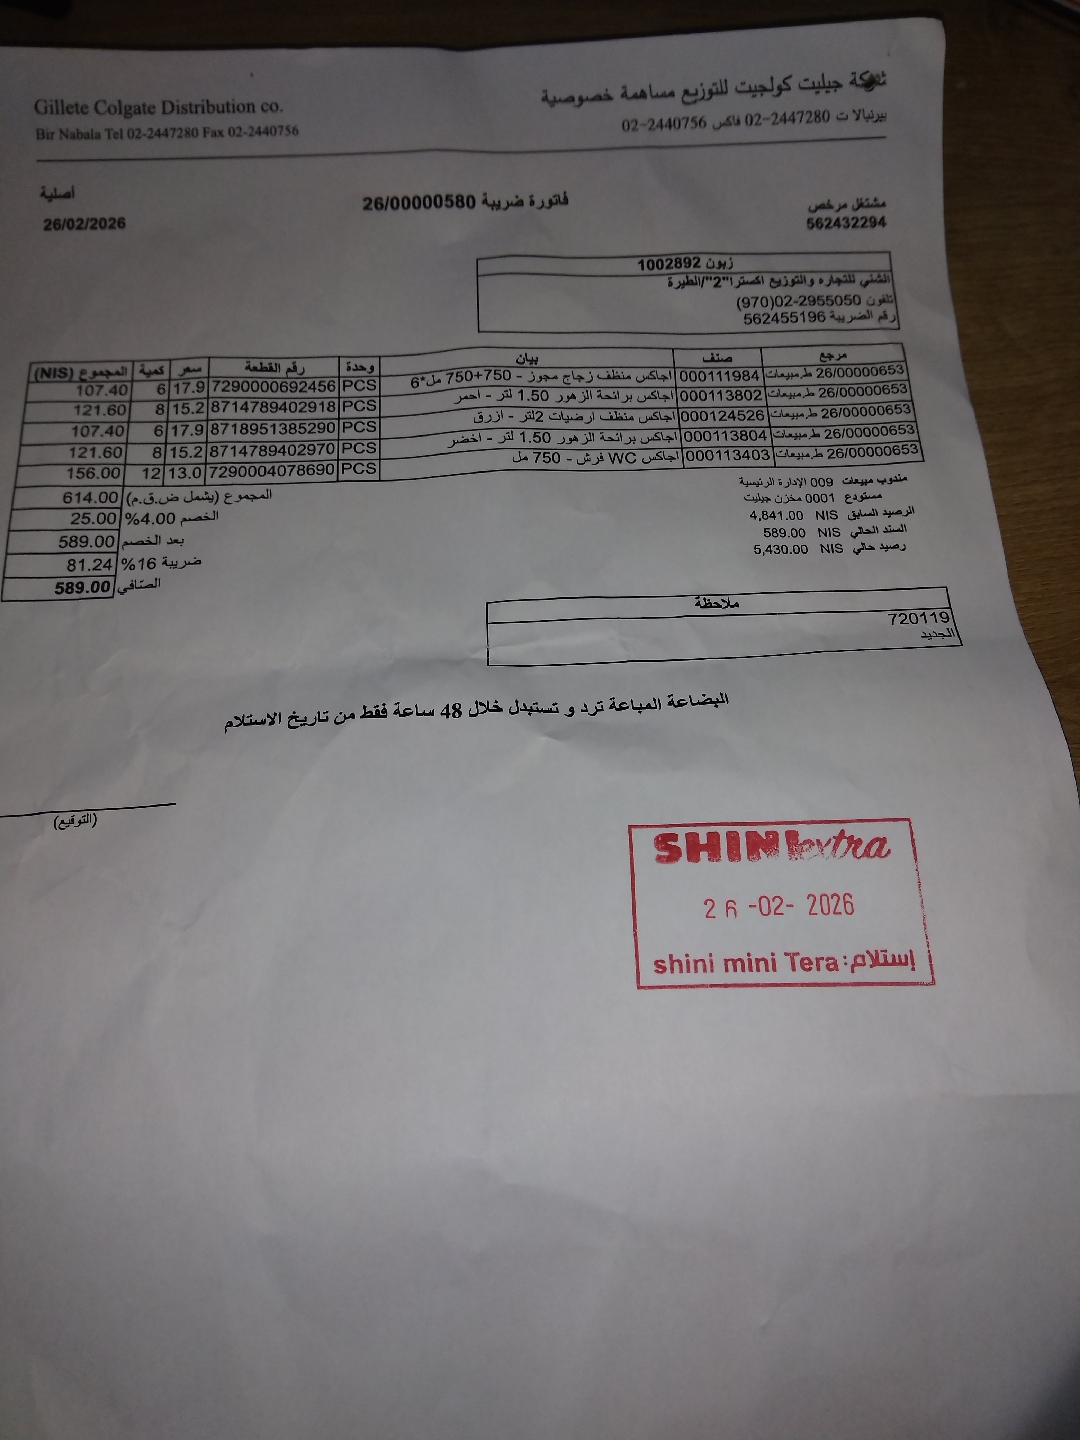 شركة جيليت كولجيت للتوزيع مساهمة خصوصية
بيرنبالا ت 02-2447280 فاكس 02-2440756
Gillete Colgate Distribution co.
Bir Nabala Tel 02-2447280 Fax 02-2440756
مشتغل مرخص
562432294
فاتورة ضريبة 26/00000580
أصلية
26/02/2026
زبون 1002892
الشني للتجاره والتوزيع اكسترا"2"/الطيرة
تلفون 02-2955050(970)
رقم الضريبة 562455196
مرجع صنف بيان وحدة رقم القطعة سعر كمية المجموع (NIS)
26/00000653 ط.مبيعات 000111984 اجاكس منظف زجاج مجوز - 750+750 مل*6 PCS 7290000692456 17.9 6 107.40
26/00000653 ط.مبيعات 000113802 اجاكس برائحة الزهور 1.50 لتر - احمر PCS 8714789402918 15.2 8 121.60
26/00000653 ط.مبيعات 000124526 اجاكس منظف ارضيات 2لتر - ازرق PCS 8718951385290 17.9 6 107.40
26/00000653 ط.مبيعات 000113804 اجاكس برائحة الزهور 1.50 لتر - اخضر PCS 8714789402970 15.2 8 121.60
26/00000653 ط.مبيعات 000113403 اجاكس WC فرش - 750 مل PCS 7290004078690 13.0 12 156.00
مندوب مبيعات 009 الإدارة الرئيسية
مستودع 0001 مخزن جيليت
الرصيد السابق NIS 4,841.00
السند الحالي NIS 589.00
رصيد حالي NIS 5,430.00
المجموع (يشمل ض.ق.م) 614.00
الخصم 4.00% 25.00
بعد الخصم 589.00
ضريبة 16% 81.24
الصافي 589.00
ملاحظة
720119
الجديد
البضاعة المباعة ترد و تستبدل خلال 48 ساعة فقط من تاريخ الاستلام
(التوقيع)
SHINI extra
26 -02- 2026
shini mini Tera :إستلام